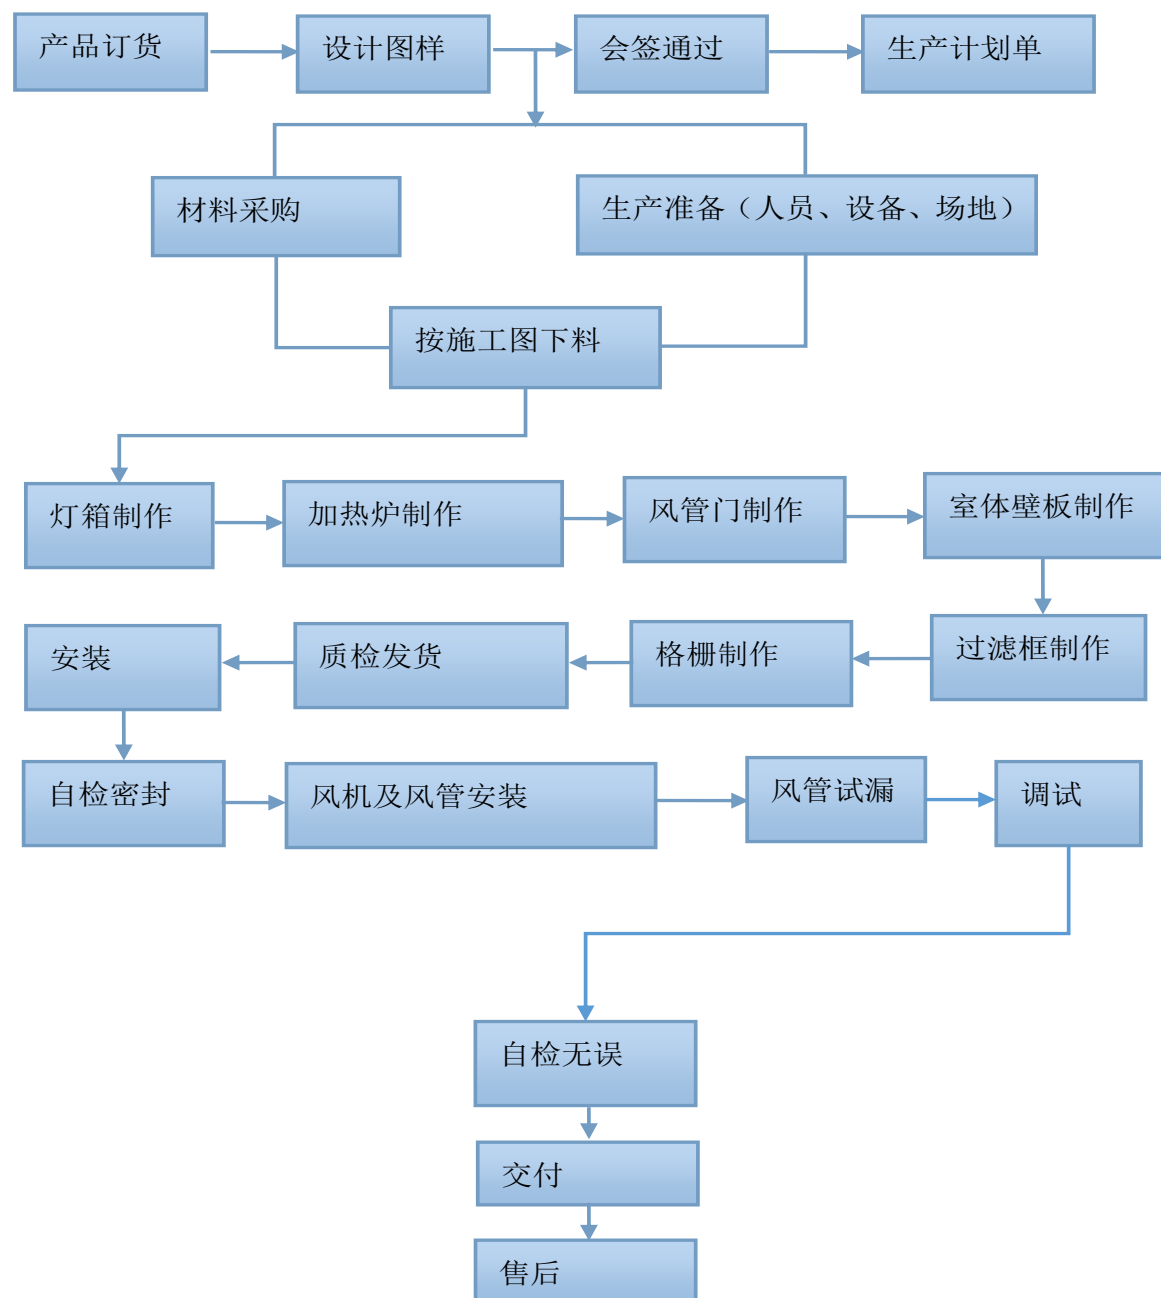 产品订货
设计图样
会签通过
生产计划单
材料采购
生产准备（人员、设备、场地）
按施工图下料
灯箱制作
加热炉制作
风管门制作
室体壁板制作
过滤框制作
格栅制作
质检发货
安装
自检密封
风机及风管安装
风管试漏
调试
自检无误
交付
售后